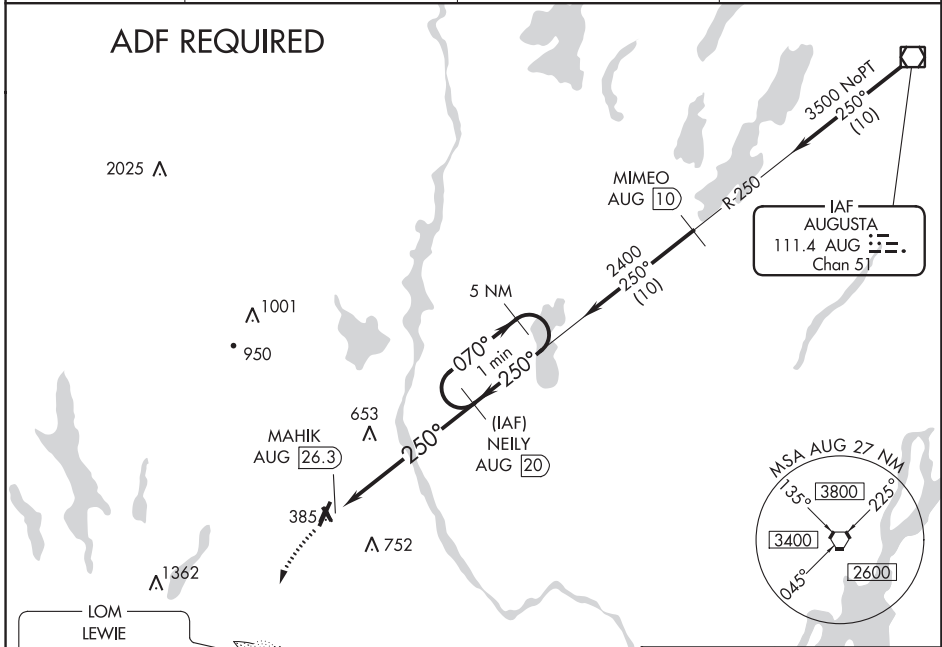 ADF REQUIRED
3500 NoPT
250°
(10)
2025
MIMEO
AUG 10
R-250
IAF
AUGUSTA
111.4 AUG
Chan 51
2400
250°
(10)
5 NM
1001
950
070°
1 min
250°
653
(IAF)
NEILY
AUG 20
250°
MAHIK
AUG 26.3
MSA AUG 27 NM
135°
3800
225°
385
3400
752
2600
045°
1362
LOM
LEWIE